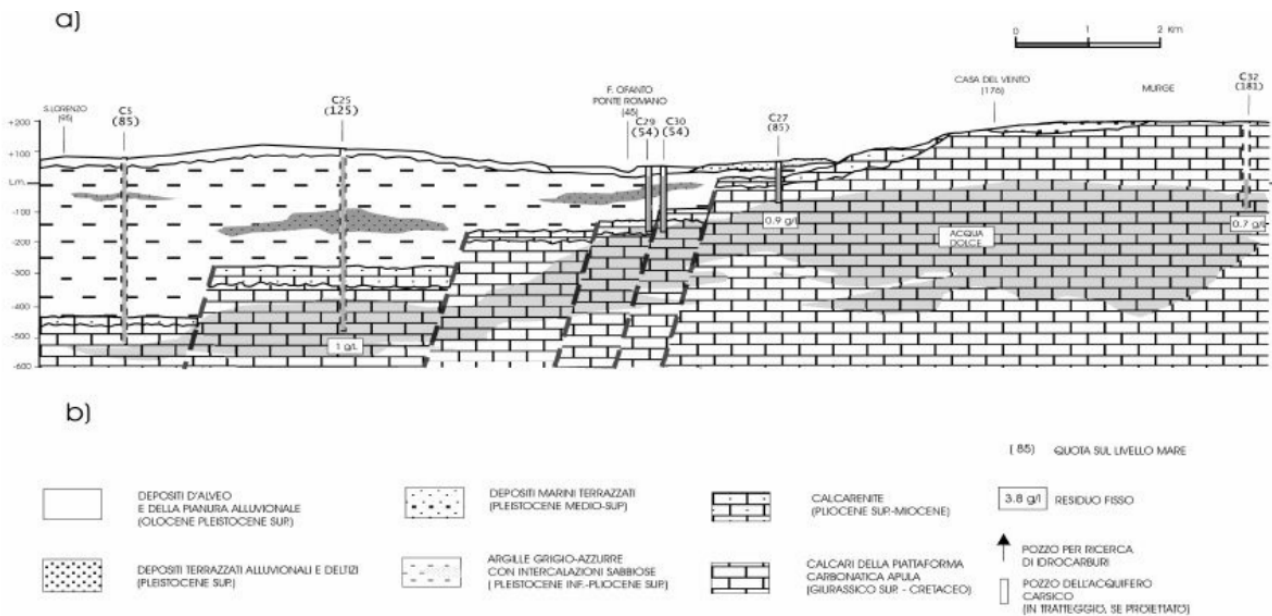 a)
0 1 2 Km
S.LORENZO
(95)
C5
(85)
C25
(125)
F. OFANTO
PONTE ROMANO
(45)
C29
(54)
C30
(54)
C27
(85)
CASA DEL VENTO
(176)
MURGE
C32
(181)
+200
+100
L.m.
-100
-200
-300
-400
-500
-600
0.9 g/l
0.7 g/l
ACQUA
DOLCE
1 g/l
b)
DEPOSITI D'ALVEO
E DELLA PIANURA ALLUVIONALE
(OLOCENE PLEISTOCENE SUP.)
DEPOSITI TERRAZZATI ALLUVIONALI E DELTIZI
(PLEISTOCENE SUP.)
DEPOSITI MARINI TERRAZZATI
(PLEISTOCENE MEDIO-SUP)
ARGILLE GRIGIO-AZZURRE
CON INTERCALAZIONI SABBIOSE
( PLEISTOCENE INF.-PLIOCENE SUP)
CALCARENITE
(PLIOCENE SUP.-MIOCENE)
CALCARI DELLA PIATTAFORMA
CARBONATICA APULA
(GIURASSICO SUP. - CRETACEO)
( 85) QUOTA SUL LIVELLO MARE
3.8 g/l RESIDUO FISSO
POZZO PER RICERCA
DI IDROCARBURI
POZZO DELL'ACQUIFERO
CARSICO
(IN TRATTEGGIO, SE PROIETTATO)